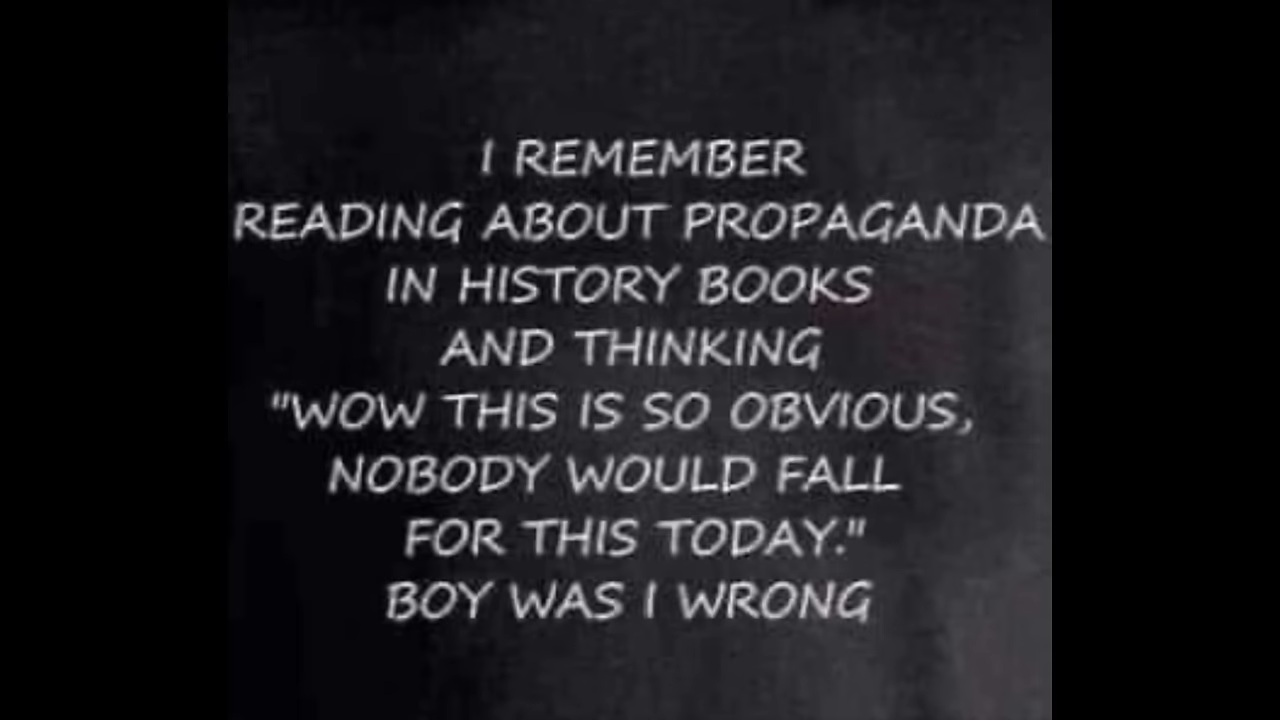 I REMEMBER
READING ABOUT PROPAGANDA
IN HISTORY BOOKS
AND THINKING
"WOW THIS IS SO OBVIOUS,
NOBODY WOULD FALL
FOR THIS TODAY."
BOY WAS I WRONG